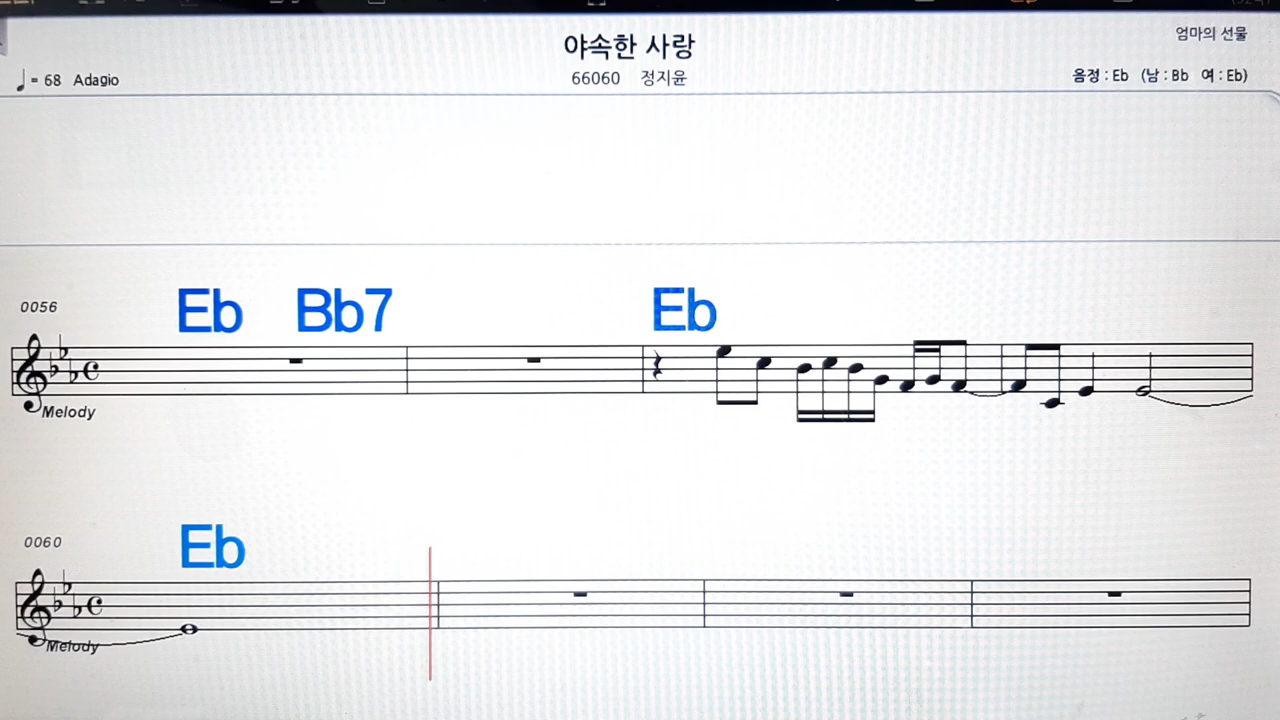 야속한 사랑
엄마의 선물
♩= 68 Adagio
66060 정지윤
음정 : Eb (남 : Bb 여 : Eb)
0056
Eb Bb7 Eb
Melody
0060
Eb
Melody